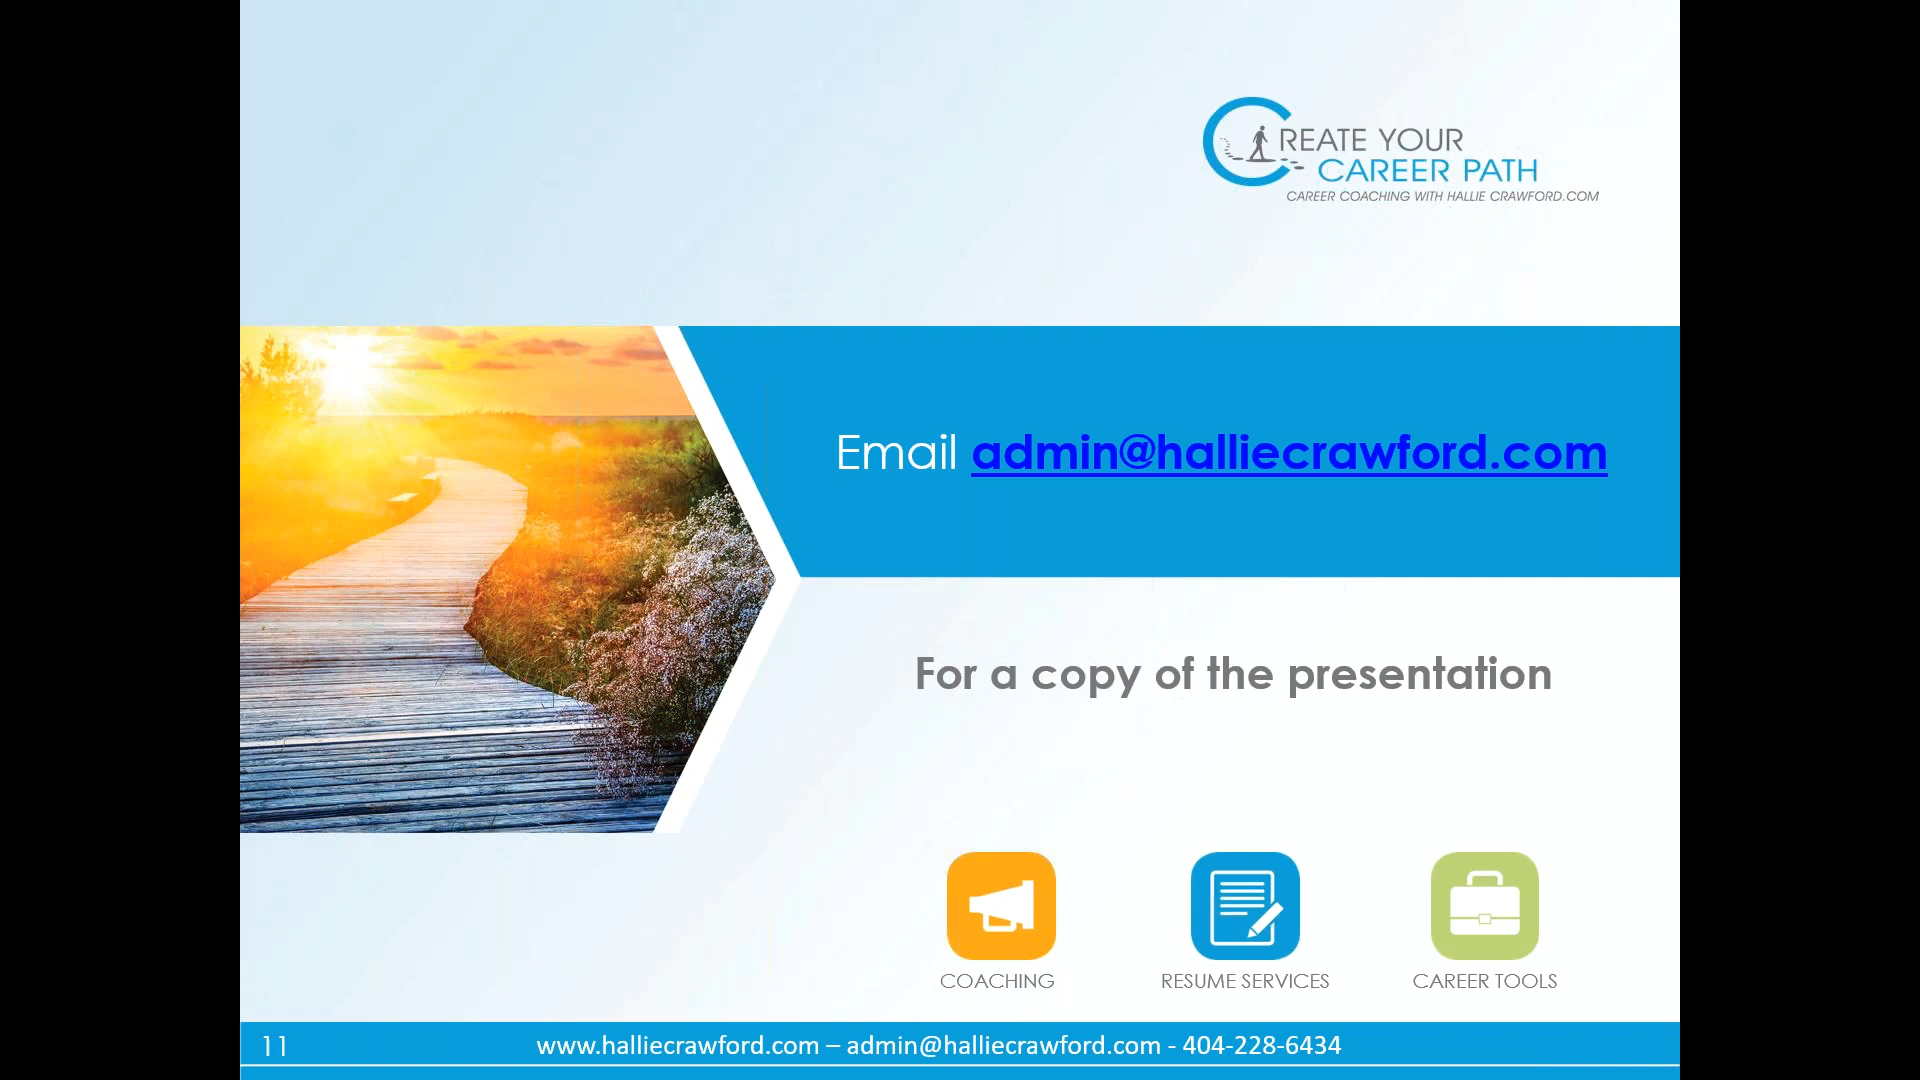 CREATE YOUR
CAREER PATH
CAREER COACHING WITH HALLIE CRAWFORD.COM
Email admin@halliecrawford.com
For a copy of the presentation
COACHING
RESUME SERVICES
CAREER TOOLS
11
www.halliecrawford.com – admin@halliecrawford.com - 404-228-6434